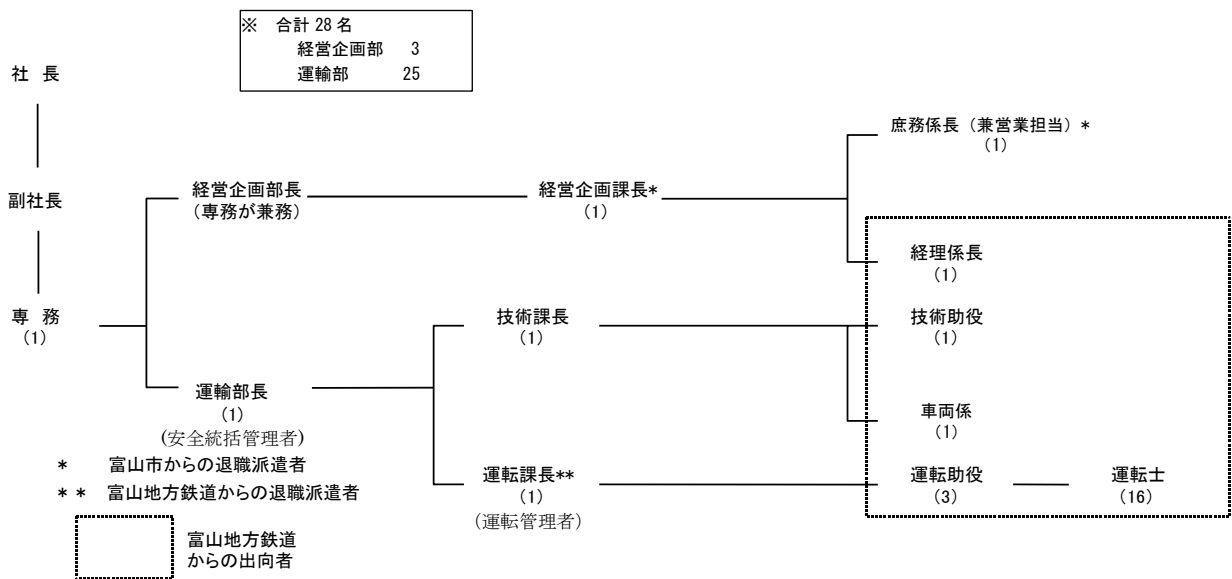 ※ 合計 28 名
経営企画部 3
運輸部 25
社 長
副社長
専 務
(1)
経営企画部長
(専務が兼務)
経営企画課長*
(1)
庶務係長（兼営業担当）*
(1)
経理係長
(1)
運輸部長
(1)
(安全統括管理者)
技術課長
(1)
技術助役
(1)
車両係
(1)
運転課長**
(1)
(運転管理者)
運転助役
(3)
運転士
(16)
* 富山市からの退職派遣者
* * 富山地方鉄道からの退職派遣者
富山地方鉄道
からの出向者